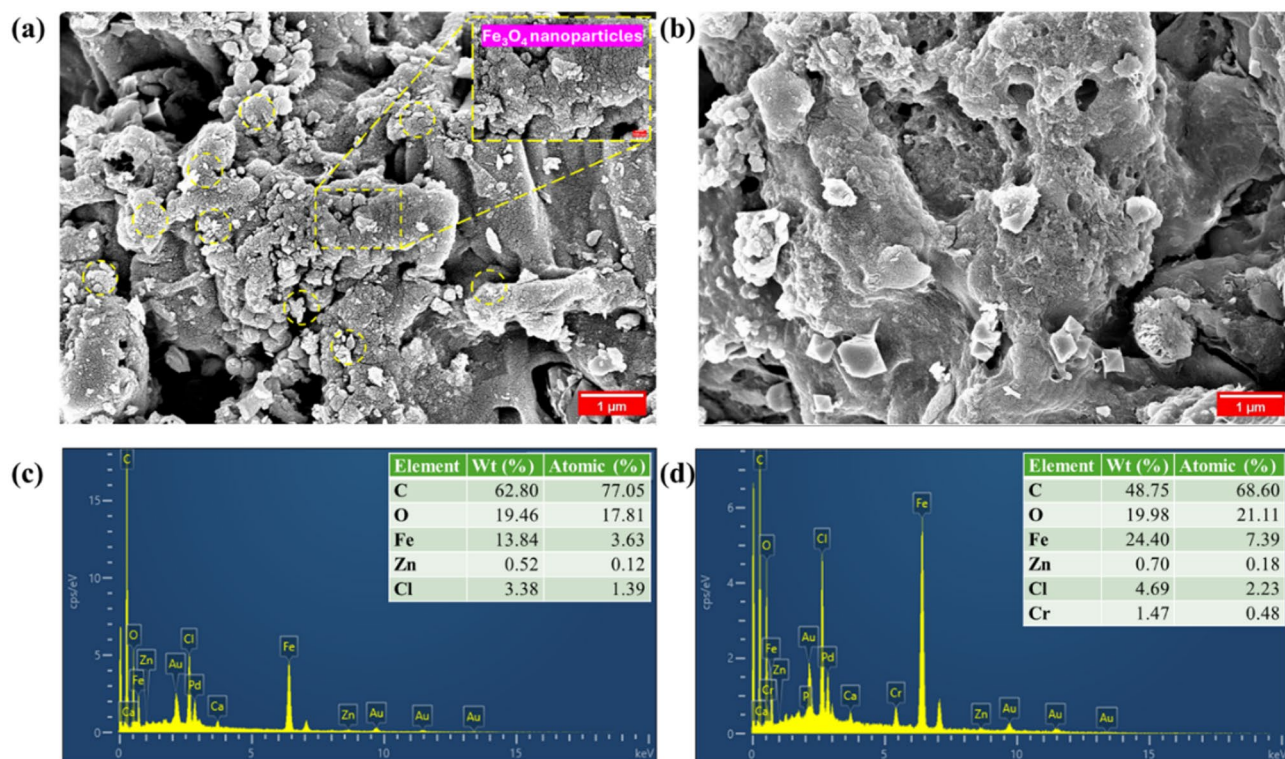 (a)
Fe₃O₄ nanoparticles
1 µm
(b)
1 µm
(c)
Element Wt (%) Atomic (%)
C 62.80 77.05
O 19.46 17.81
Fe 13.84 3.63
Zn 0.52 0.12
Cl 3.38 1.39
C
O
Fe
Ca
Zn
Au
Cl
Pd
Ca
Fe
Zn
Au
Au
Au
cps/eV
15
10
5
0
0 5 10 15 keV
(d)
Element Wt (%) Atomic (%)
C 48.75 68.60
O 19.98 21.11
Fe 24.40 7.39
Zn 0.70 0.18
Cl 4.69 2.23
Cr 1.47 0.48
C
O
Fe
Cr
Ca
Zn
Au
P
Cl
Pd
Ca
Cr
Fe
Zn
Au
Au
Au
cps/eV
6
4
2
0
0 5 10 15 keV